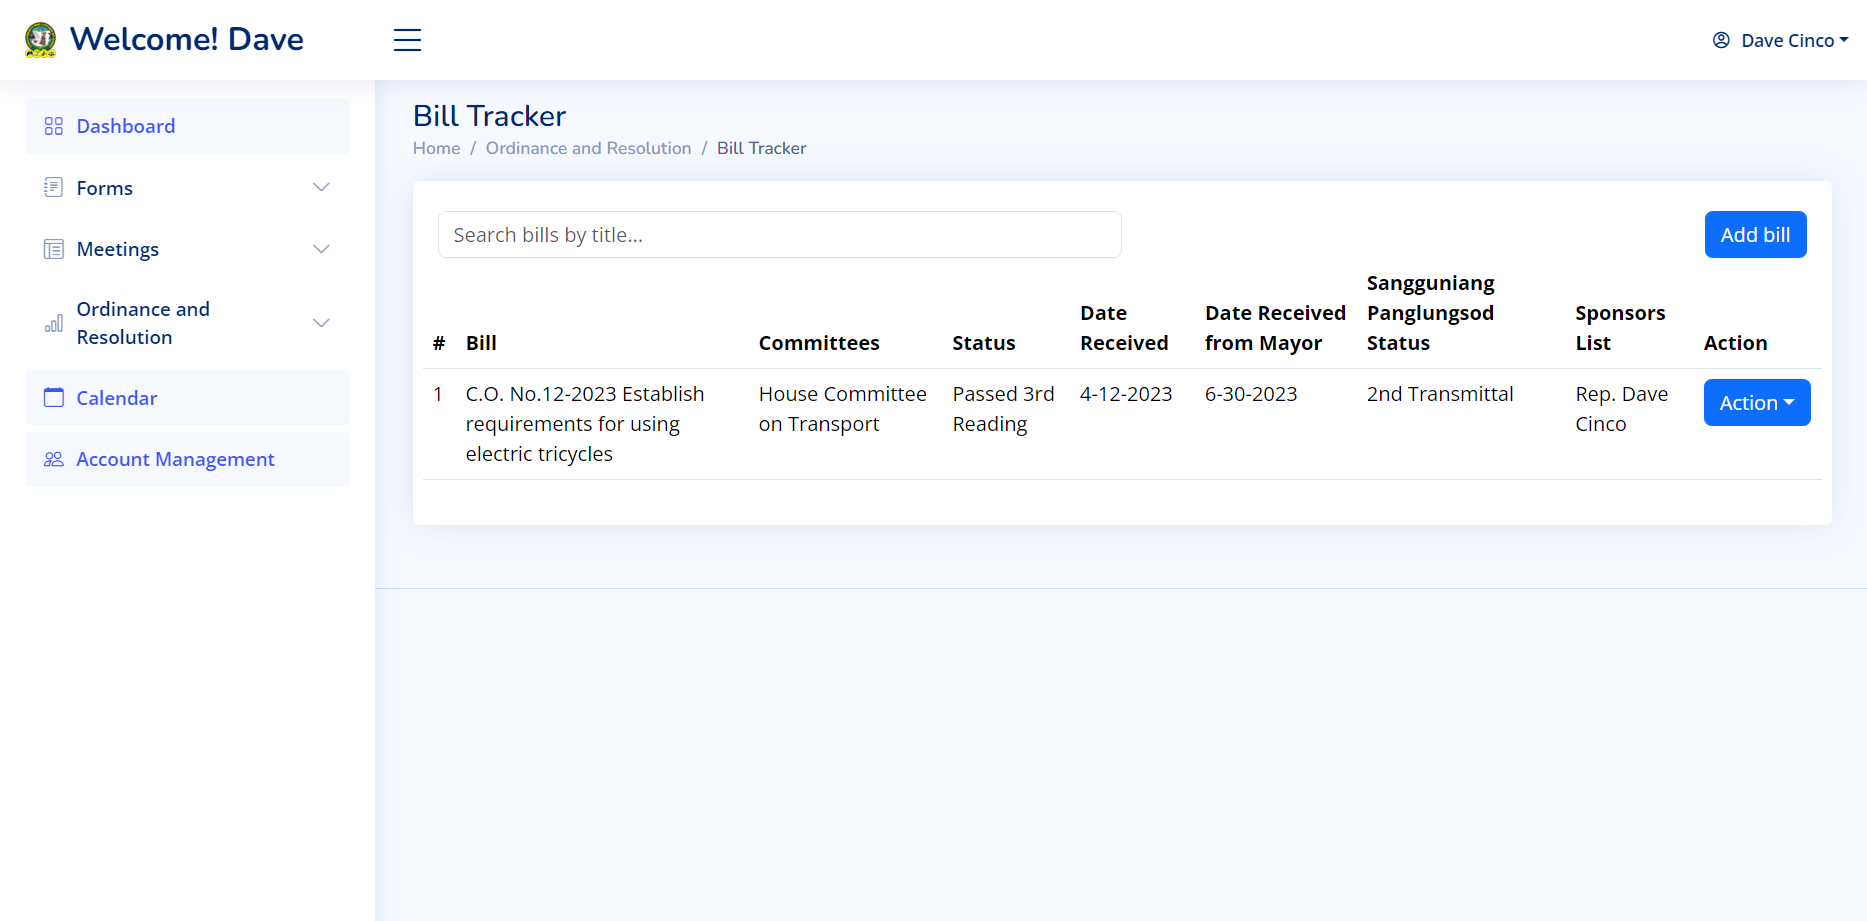 Welcome! Dave
Dave Cinco
Dashboard
Forms
Meetings
Ordinance and
Resolution
Calendar
Account Management
Bill Tracker
Home / Ordinance and Resolution / Bill Tracker
Search bills by title...
Add bill
# Bill Committees Status Date Received Date Received from Mayor Sangguniang Panglungsod Status Sponsors List Action
1 C.O. No.12-2023 Establish requirements for using electric tricycles House Committee on Transport Passed 3rd Reading 4-12-2023 6-30-2023 2nd Transmittal Rep. Dave Cinco Action